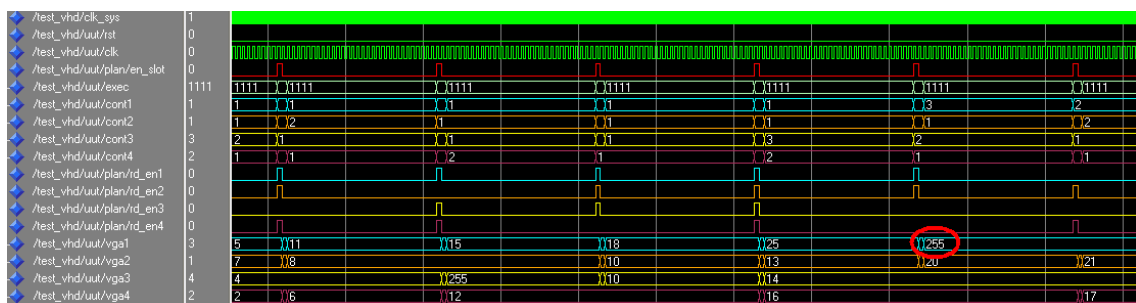 /test_vhd/clk_sys 1
/test_vhd/uut/rst 0
/test_vhd/uut/clk 0
/test_vhd/uut/plan/en_slot 0
/test_vhd/uut/exec 1111 1111 1111 1111 1111 1111 1111 1111
/test_vhd/uut/cont1 1 1 1 1 1 1 3 2
/test_vhd/uut/cont2 1 1 2 1 1 1 1 2
/test_vhd/uut/cont3 3 2 1 1 1 3 2 1
/test_vhd/uut/cont4 2 1 1 2 1 2 1 1
/test_vhd/uut/plan/rd_en1 0
/test_vhd/uut/plan/rd_en2 0
/test_vhd/uut/plan/rd_en3 0
/test_vhd/uut/plan/rd_en4 0
/test_vhd/uut/vga1 3 5 11 15 18 25 255
/test_vhd/uut/vga2 1 7 8 10 13 20 21
/test_vhd/uut/vga3 4 4 255 10 14
/test_vhd/uut/vga4 2 2 6 12 16 17